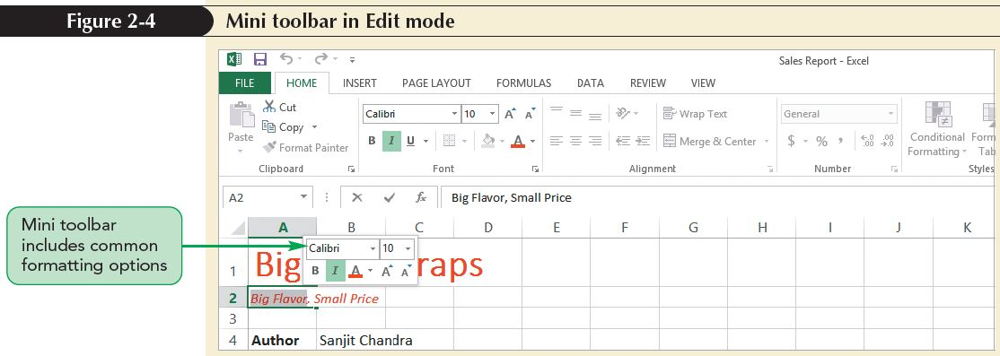 Figure 2-4 Mini toolbar in Edit mode
Sales Report - Excel
FILE HOME INSERT PAGE LAYOUT FORMULAS DATA REVIEW VIEW
Paste
Cut
Copy
Format Painter
Clipboard
Calibri 10 A A
B I U A
Font
Wrap Text
Merge & Center
Alignment
General
$ % , .0 .00 .00 .0
Number
Conditional
Formatting
Styles
A2 fx Big Flavor, Small Price
A B C D E F G H I J K
Mini toolbar
includes common
formatting options
Calibri 10
B I A A A
1 Big raps
2 Big Flavor, Small Price
3
4 Author Sanjit Chandra